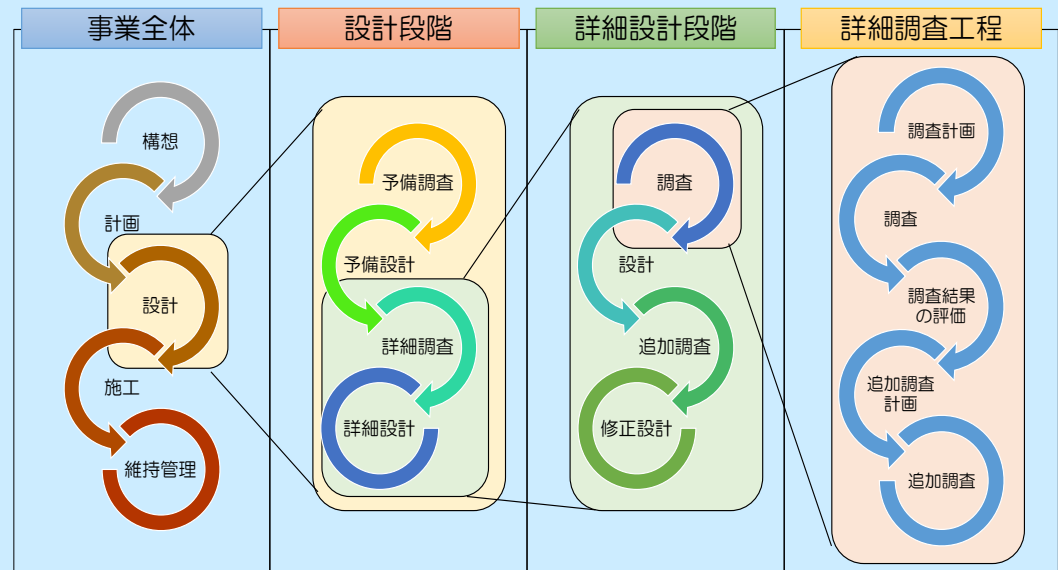 事業全体
構想
計画
設計
施工
維持管理
設計段階
予備調査
予備設計
詳細調査
詳細設計
詳細設計段階
調査
設計
追加調査
修正設計
詳細調査工程
調査計画
調査
調査結果
の評価
追加調査
計画
追加調査